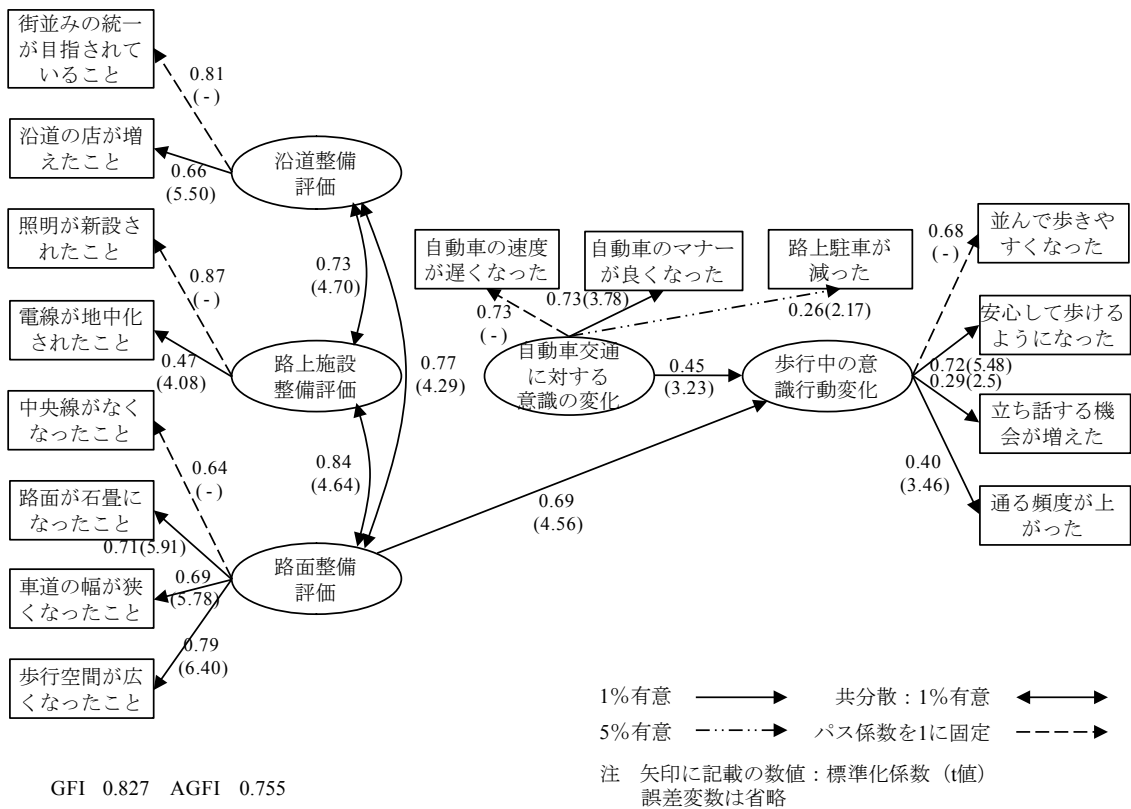 街並みの統一
が目指されて
いること
0.81
(-)
沿道の店が増
えたこと
0.66
(5.50)
沿道整備
評価
照明が新設さ
れたこと
0.87
(-)
電線が地中化
されたこと
0.47
(4.08)
路上施設
整備評価
中央線がなく
なったこと
0.64
(-)
路面が石畳に
なったこと
0.71(5.91)
車道の幅が狭
くなったこと
0.69
(5.78)
路面整備
評価
歩行空間が広
くなったこと
0.79
(6.40)
0.73
(4.70)
0.77
(4.29)
0.84
(4.64)
自動車の速度
が遅くなった
自動車のマナー
が良くなった
路上駐車が
減った
0.73
(-)
0.73(3.78)
0.26(2.17)
自動車交通
に対する
意識の変化
0.45
(3.23)
0.69
(4.56)
歩行中の意
識行動変化
0.68
(-)
並んで歩きや
すくなった
安心して歩ける
ようになった
0.72(5.48)
0.29(2.5)
立ち話する機
会が増えた
0.40
(3.46)
通る頻度が上
がった
1%有意
共分散：1%有意
5%有意
パス係数を1に固定
注 矢印に記載の数値：標準化係数（t値）
誤差変数は省略
GFI 0.827 AGFI 0.755